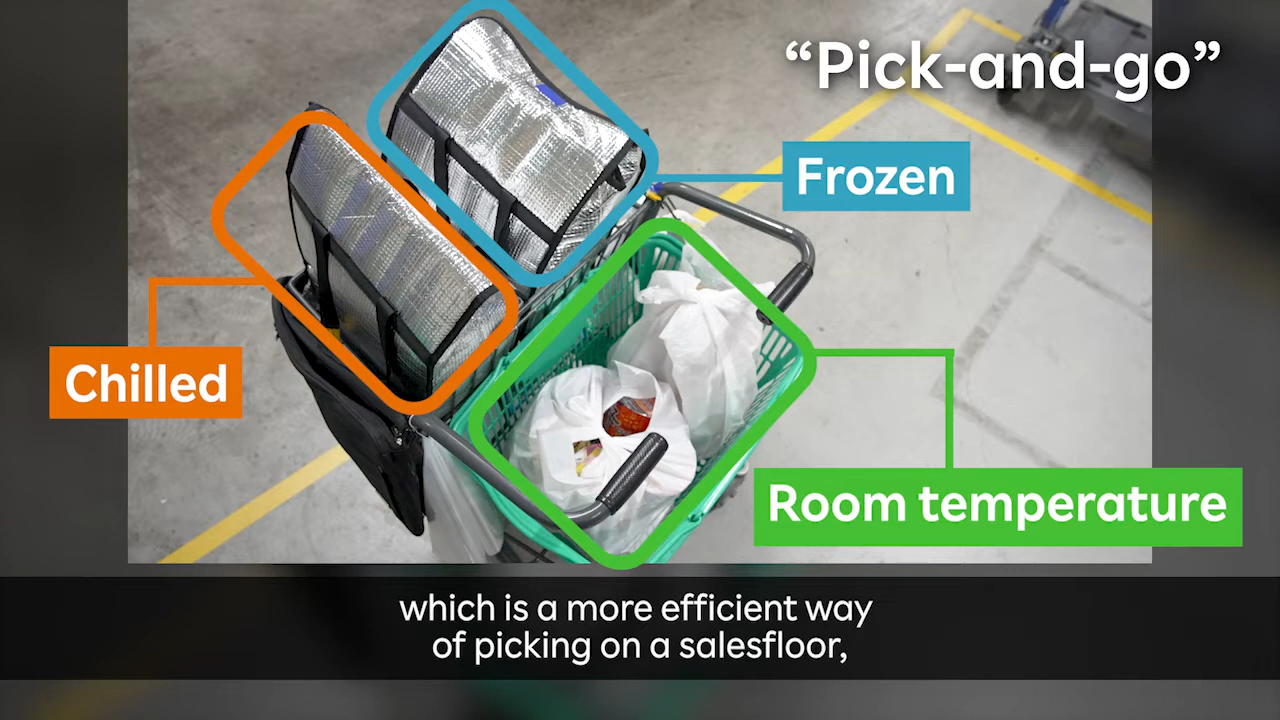 “Pick-and-go”
Frozen
Chilled
Room temperature
which is a more efficient way
of picking on a salesfloor,